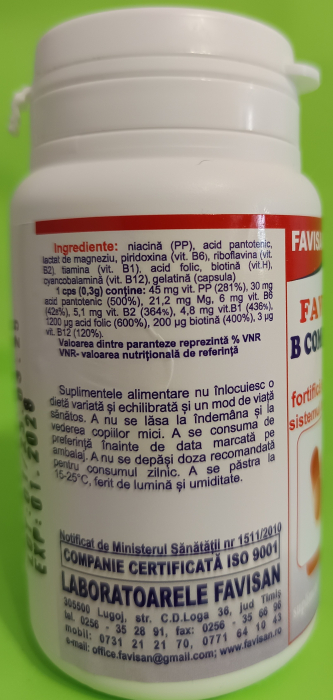 Ingrediente: niacină (PP), acid pantotenic,
lactat de magneziu, piridoxina (vit. B6), riboflavina (vit.
B2), tiamina (vit. B1), acid folic, biotina (vit.H),
cyancobalamină (vit. B12), gelatină (capsula)
1 cps (0,3g) conține: 45 mg vit. PP (281%), 30 mg
acid pantotenic (500%), 21,2 mg Mg, 6 mg vit. B6
5,1 mg vit. B2 (364%), 4,8 mg vit.B1 (436%),
1200 µg acid folic (600%), 200 µg biotină (400%), 3 µg
vit. B12 (120%).
Valoarea dintre paranteze reprezintă % VNR
VNR- valoarea nutrițională de referință
Suplimentele alimentare nu înlocuiesc o
dietă variată și echilibrată și un mod de viață
sănătos. A nu se lăsa la îndemâna și la
vederea copiilor mici. A se consuma de
preferință înainte de data marcată pe
ambalaj. A nu se depăși doza recomandată
pentru consumul zilnic. A se păstra la
15-25°C, ferit de lumină și umiditate.
EXP: 01.2028
Notificat de Ministerul Sănătății nr 1511/2010
COMPANIE CERTIFICATĂ ISO 9001
LABORATOARELE FAVISAN
305500 Lugoj, str. C.D.Loga 36, jud Timiș
tel. 0256 - 35 28 91, fax: 0256 - 35 66 98
mobil: 0731 21 21 70, 0771 64 10 43
e-mail: office.favisan@gmail.com; www.favisan.ro
FAVISA
FA
B COM
fortific
sistemu